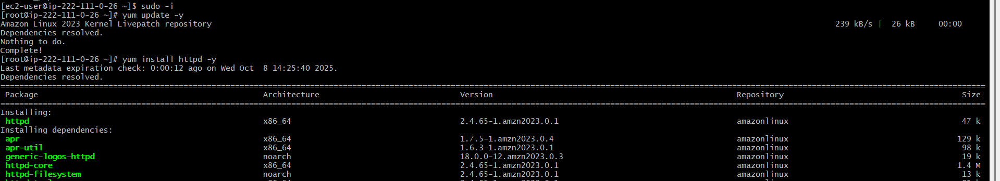 [ec2-user@ip-222-111-0-26 ~]$ sudo -i
[root@ip-222-111-0-26 ~]# yum update -y
Amazon Linux 2023 Kernel Livepatch repository 239 kB/s | 26 kB 00:00
Dependencies resolved.
Nothing to do.
Complete!
[root@ip-222-111-0-26 ~]# yum install httpd -y
Last metadata expiration check: 0:00:12 ago on Wed Oct  8 14:25:40 2025.
Dependencies resolved.
Package Architecture Version Repository Size
Installing:
httpd x86_64 2.4.65-1.amzn2023.0.1 amazonlinux 47 k
Installing dependencies:
apr x86_64 1.7.5-1.amzn2023.0.4 amazonlinux 129 k
apr-util x86_64 1.6.3-1.amzn2023.0.1 amazonlinux 98 k
generic-logos-httpd noarch 18.0.0-12.amzn2023.0.3 amazonlinux 19 k
httpd-core x86_64 2.4.65-1.amzn2023.0.1 amazonlinux 1.4 M
httpd-filesystem noarch 2.4.65-1.amzn2023.0.1 amazonlinux 13 k